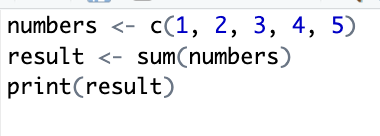 numbers <- c(1, 2, 3, 4, 5)
result <- sum(numbers)
print(result)